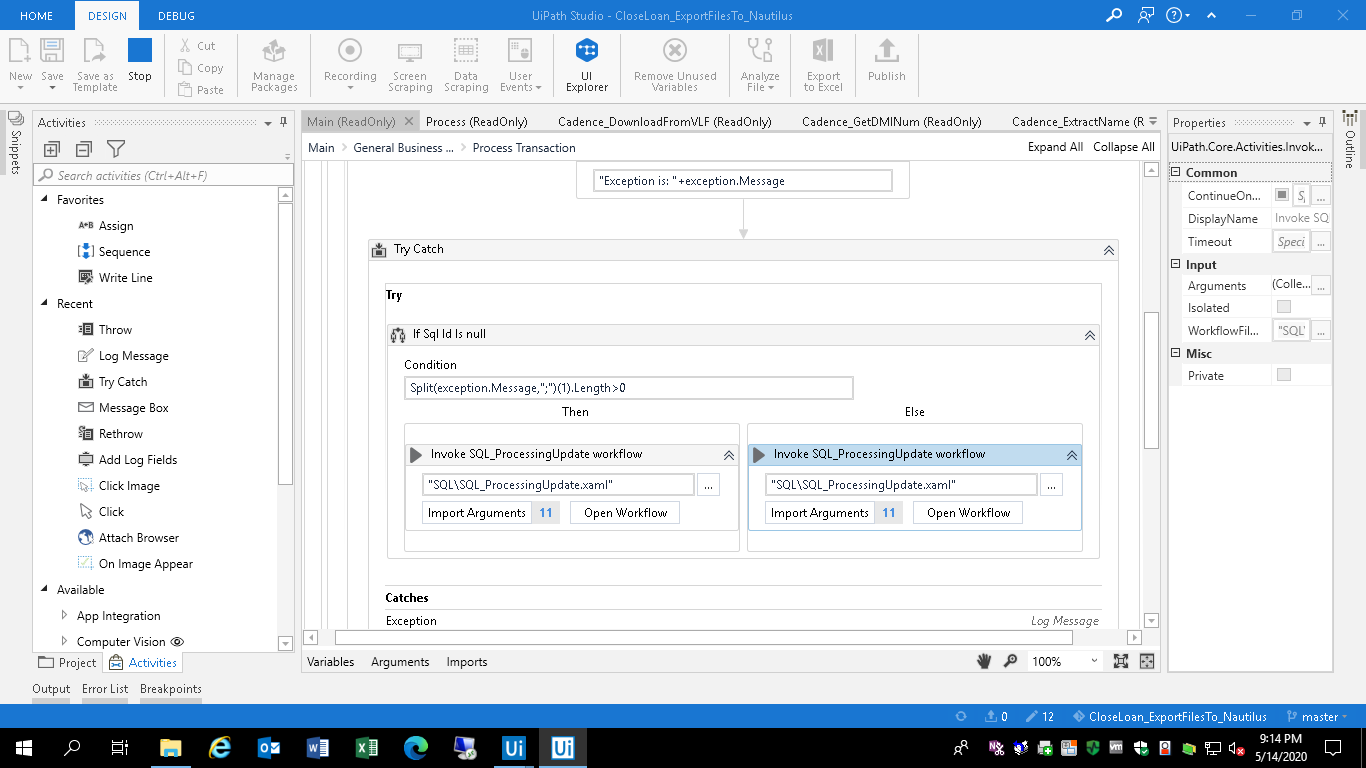 HOME DESIGN DEBUG UiPath Studio - CloseLoan_ExportFilesTo_Nautilus
New Save Save as Template Stop Cut Copy Paste Manage Packages Recording Screen Scraping Data Scraping User Events UI Explorer Remove Unused Variables Analyze File Export to Excel Publish
Snippets
Activities
Search activities (Ctrl+Alt+F)
Favorites
Assign
Sequence
Write Line
Recent
Throw
Log Message
Try Catch
Message Box
Rethrow
Add Log Fields
Click Image
Click
Attach Browser
On Image Appear
Available
App Integration
Computer Vision
Project Activities
Main (ReadOnly) Process (ReadOnly) Cadence_DownloadFromVLF (ReadOnly) Cadence_GetDMINum (ReadOnly) Cadence_ExtractName (R
Main General Business ... Process Transaction Expand All Collapse All
"Exception is: "+exception.Message
Try Catch
Try
If Sql Id Is null
Condition
Split(exception.Message,";")(1).Length>0
Then Else
Invoke SQL_ProcessingUpdate workflow Invoke SQL_ProcessingUpdate workflow
"SQL\SQL_ProcessingUpdate.xaml" ... "SQL\SQL_ProcessingUpdate.xaml" ...
Import Arguments 11 Open Workflow Import Arguments 11 Open Workflow
Catches
Exception Log Message
Variables Arguments Imports 100%
Properties
UiPath.Core.Activities.Invok...
Common
ContinueOn... ...
DisplayName Invoke SQ
Timeout Speci ...
Input
Arguments (Colle... ...
Isolated
WorkflowFil... "SQL\ ...
Misc
Private
Outline
Output Error List Breakpoints
0 12 CloseLoan_ExportFilesTo_Nautilus master
9:14 PM
5/14/2020